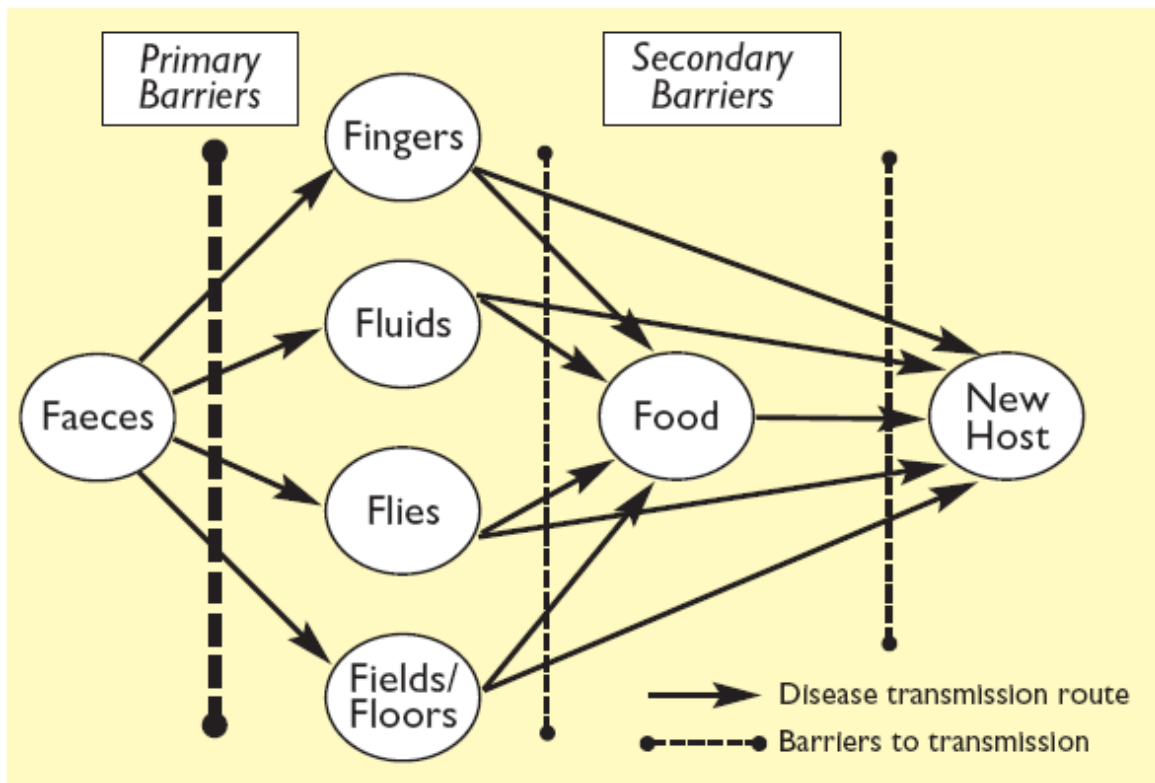 Primary
Barriers
Secondary
Barriers
Fingers
Fluids
Faeces
Food
New
Host
Flies
Fields/
Floors
Disease transmission route
Barriers to transmission